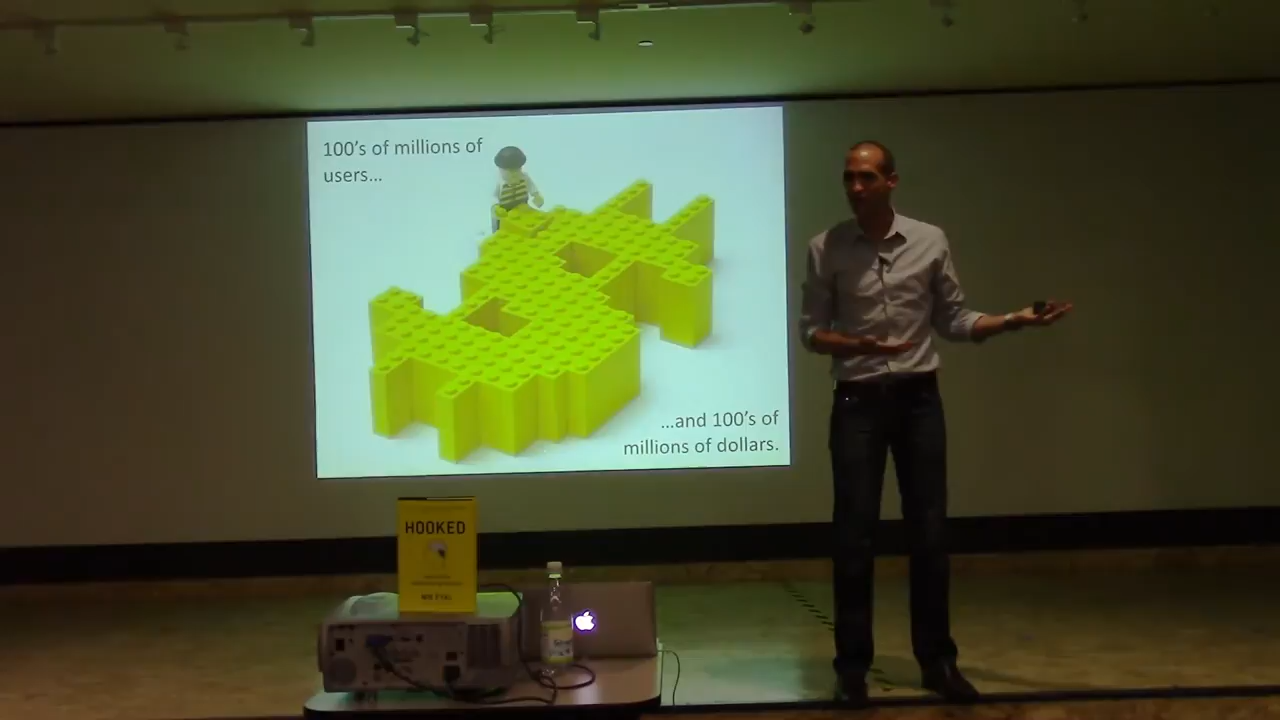 100's of millions of
users...
...and 100's of
millions of dollars.
HOOKED
NIR EYAL